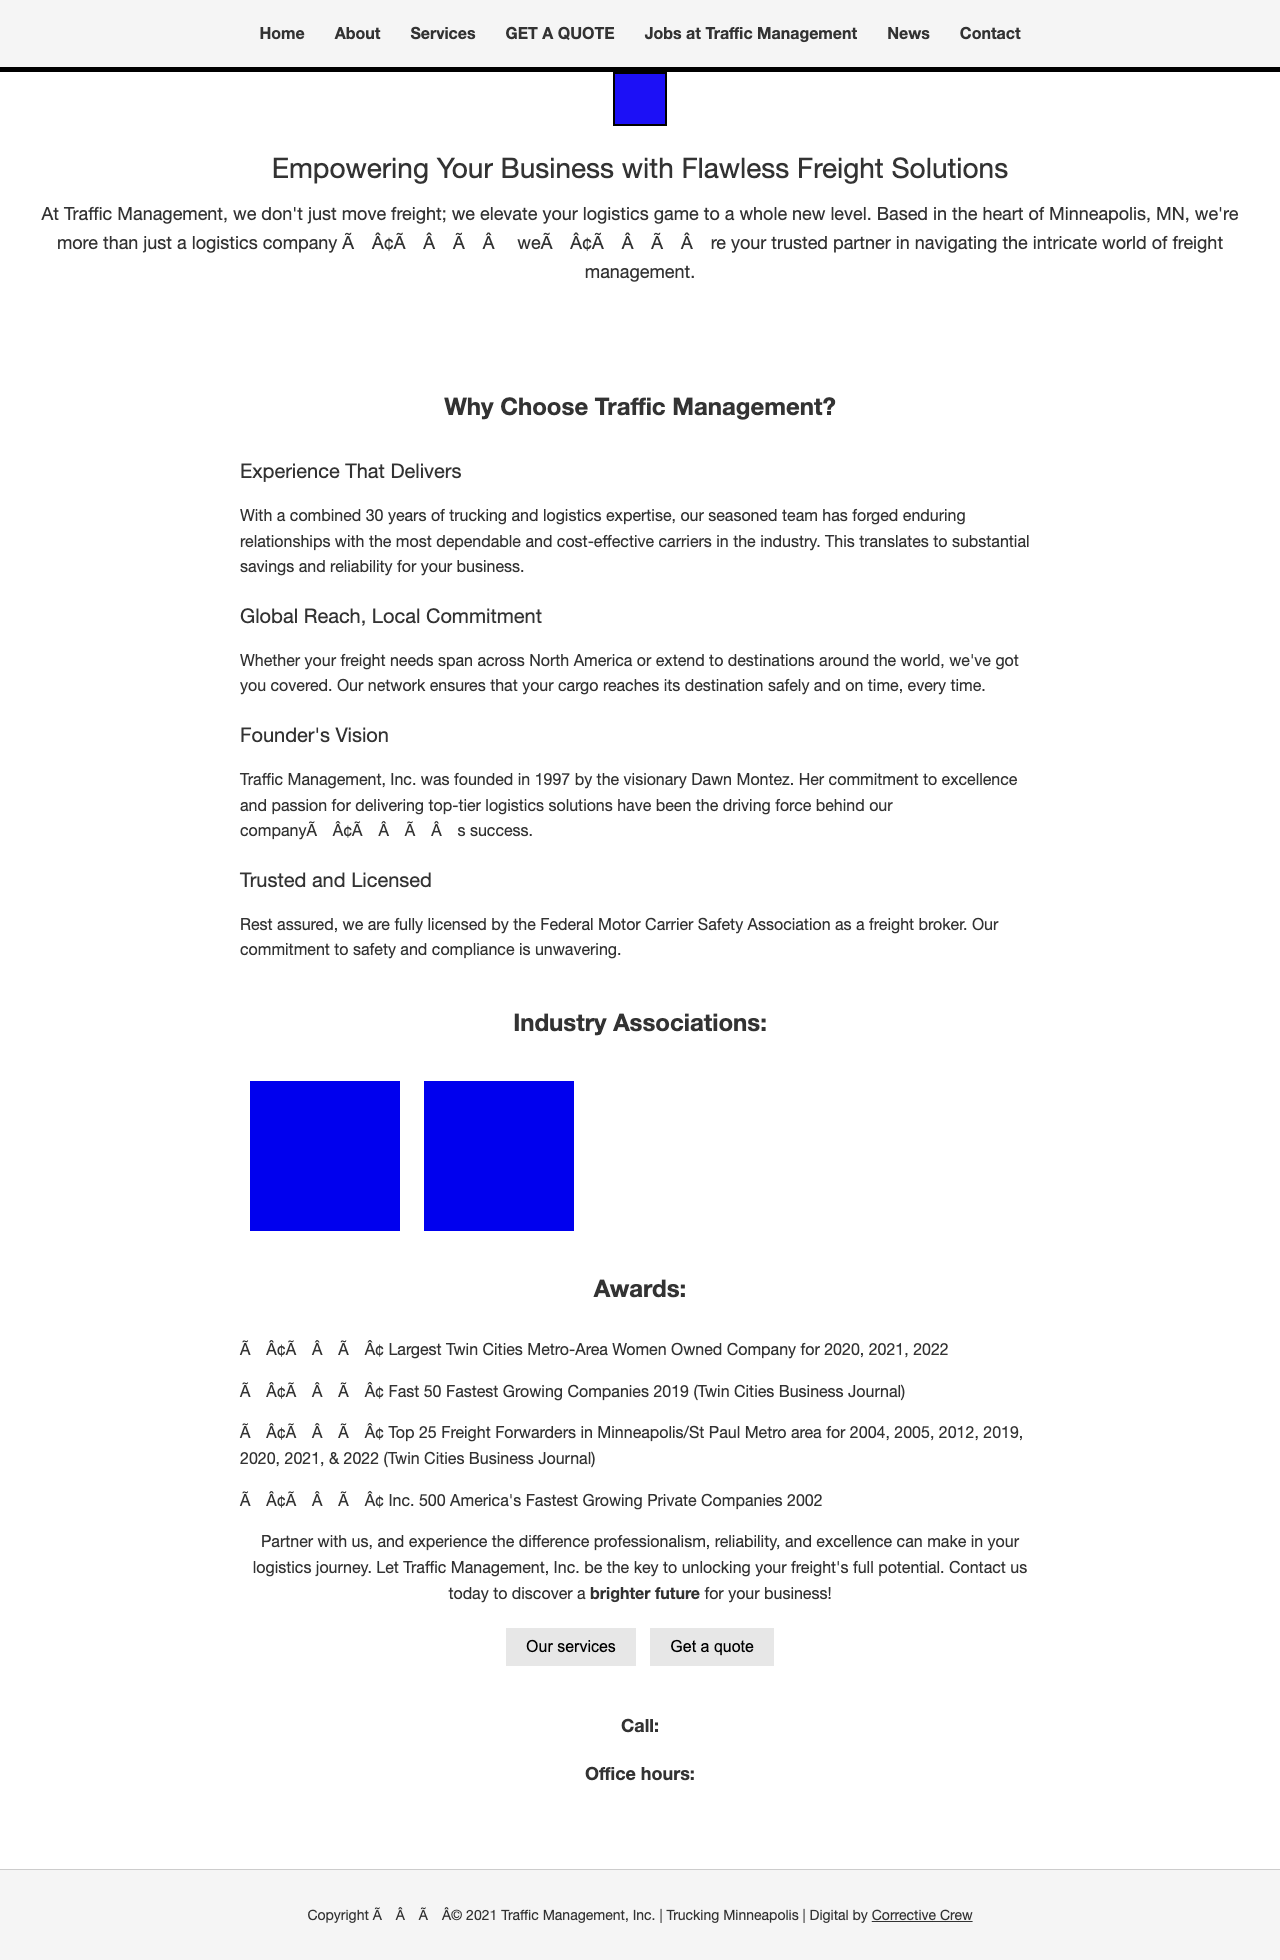 Home About Services GET A QUOTE Jobs at Traffic Management News Contact
Empowering Your Business with Flawless Freight Solutions
At Traffic Management, we don't just move freight; we elevate your logistics game to a whole new level. Based in the heart of Minneapolis, MN, we're
more than just a logistics company Ã Â¢Ã Â Ã Â weÃ Â¢Ã Â Ã Â re your trusted partner in navigating the intricate world of freight
management.
Why Choose Traffic Management?
Experience That Delivers
With a combined 30 years of trucking and logistics expertise, our seasoned team has forged enduring
relationships with the most dependable and cost-effective carriers in the industry. This translates to substantial
savings and reliability for your business.
Global Reach, Local Commitment
Whether your freight needs span across North America or extend to destinations around the world, we've got
you covered. Our network ensures that your cargo reaches its destination safely and on time, every time.
Founder's Vision
Traffic Management, Inc. was founded in 1997 by the visionary Dawn Montez. Her commitment to excellence
and passion for delivering top-tier logistics solutions have been the driving force behind our
companyÃ Â¢Ã Â Ã Â s success.
Trusted and Licensed
Rest assured, we are fully licensed by the Federal Motor Carrier Safety Association as a freight broker. Our
commitment to safety and compliance is unwavering.
Industry Associations:
Awards:
Ã Â¢Ã Â Ã Â¢ Largest Twin Cities Metro-Area Women Owned Company for 2020, 2021, 2022
Ã Â¢Ã Â Ã Â¢ Fast 50 Fastest Growing Companies 2019 (Twin Cities Business Journal)
Ã Â¢Ã Â Ã Â¢ Top 25 Freight Forwarders in Minneapolis/St Paul Metro area for 2004, 2005, 2012, 2019,
2020, 2021, & 2022 (Twin Cities Business Journal)
Ã Â¢Ã Â Ã Â¢ Inc. 500 America's Fastest Growing Private Companies 2002
Partner with us, and experience the difference professionalism, reliability, and excellence can make in your
logistics journey. Let Traffic Management, Inc. be the key to unlocking your freight's full potential. Contact us
today to discover a brighter future for your business!
Our services Get a quote
Call:
Office hours:
Copyright Ã Â Ã Â© 2021 Traffic Management, Inc. | Trucking Minneapolis | Digital by Corrective Crew